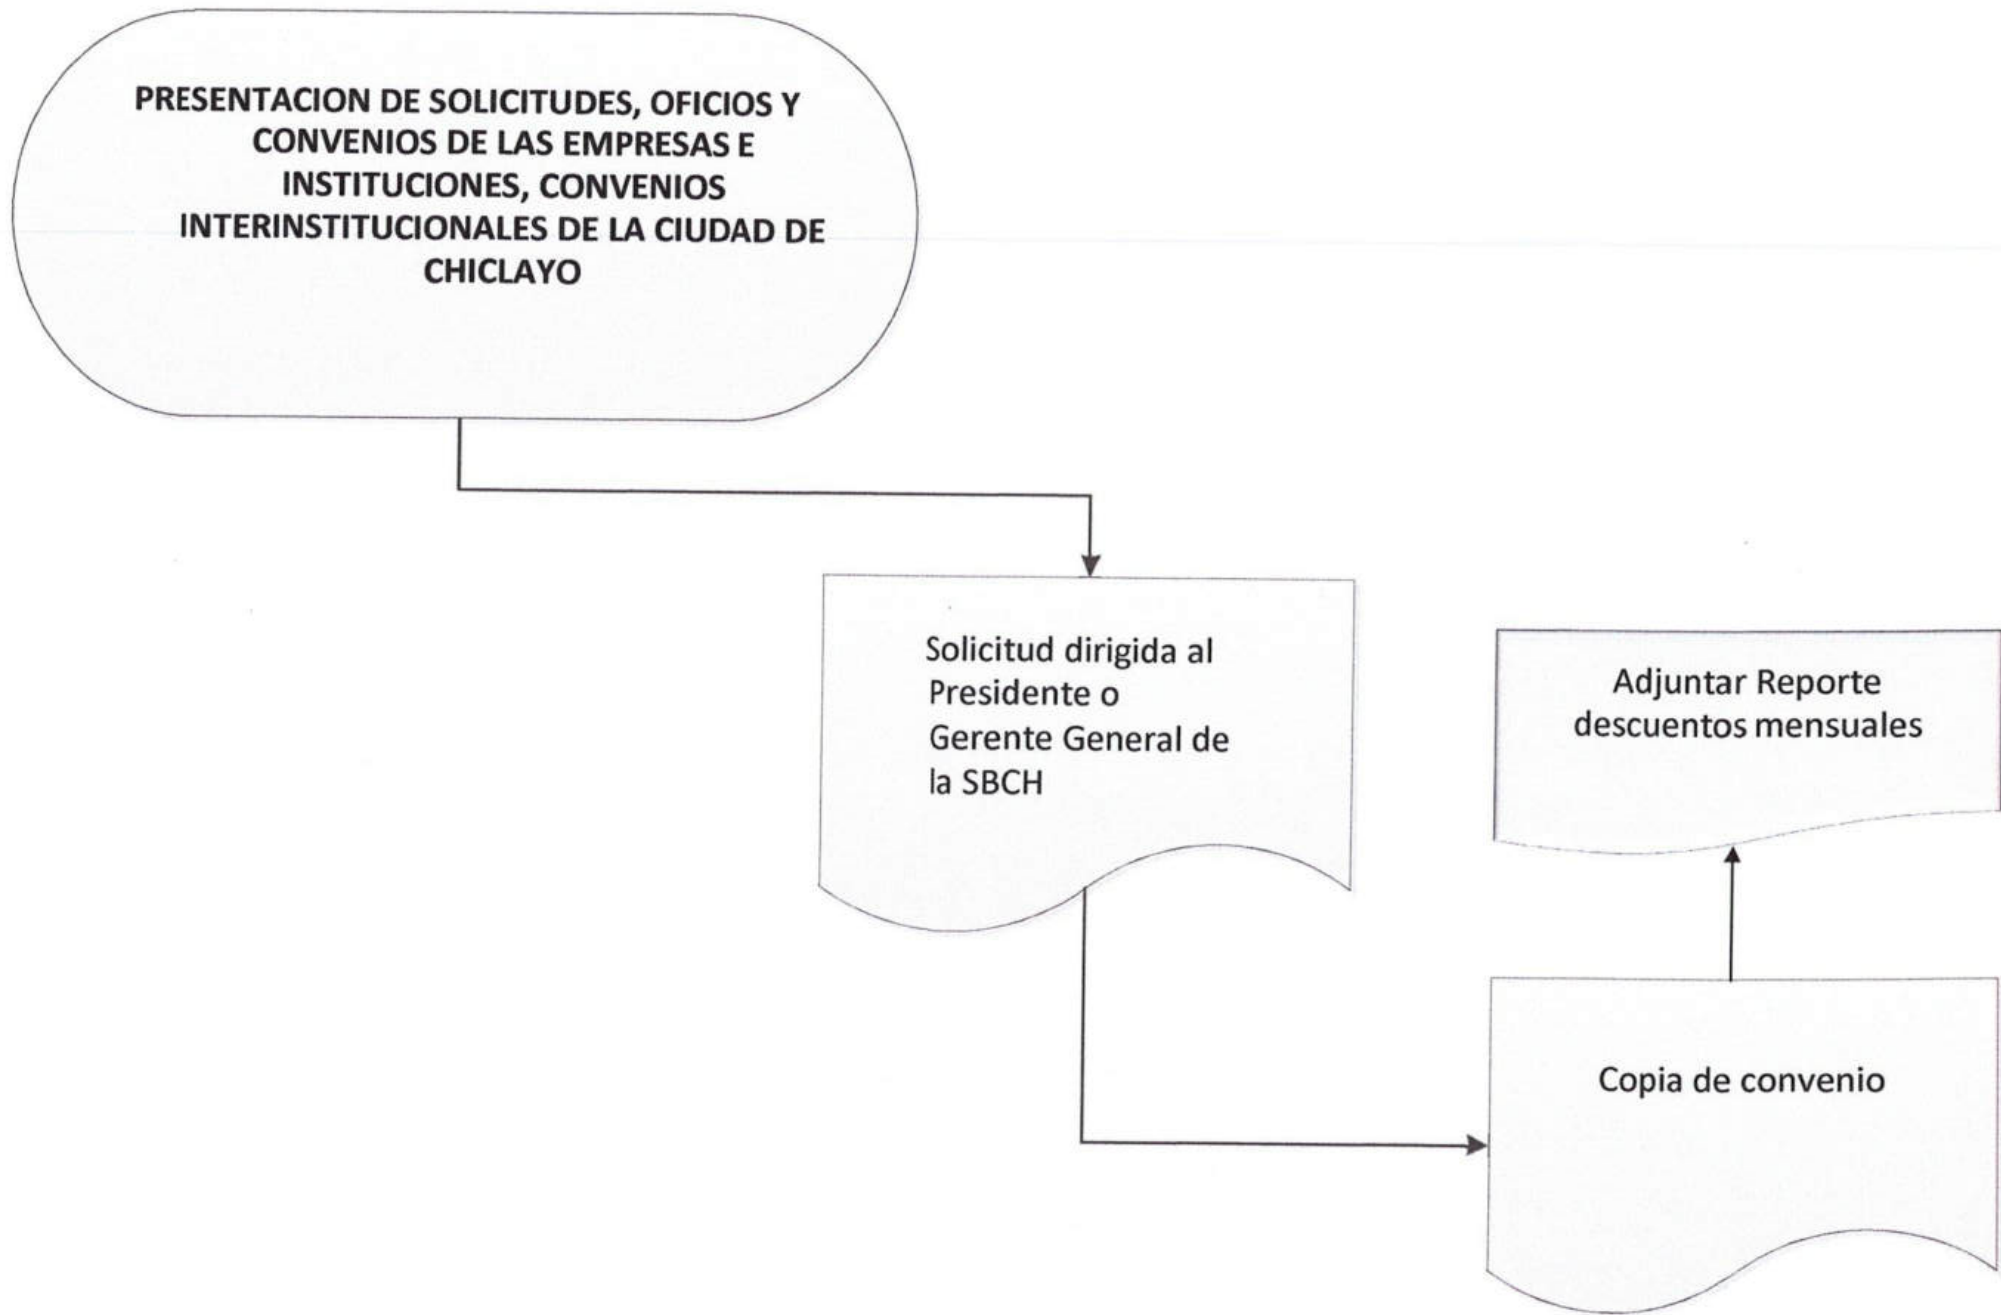 PRESENTACION DE SOLICITUDES, OFICIOS Y
CONVENIOS DE LAS EMPRESAS E
INSTITUCIONES, CONVENIOS
INTERINSTITUCIONALES DE LA CIUDAD DE
CHICLAYO
Solicitud dirigida al
Presidente o
Gerente General de
la SBCH
Copia de convenio
Adjuntar Reporte
descuentos mensuales